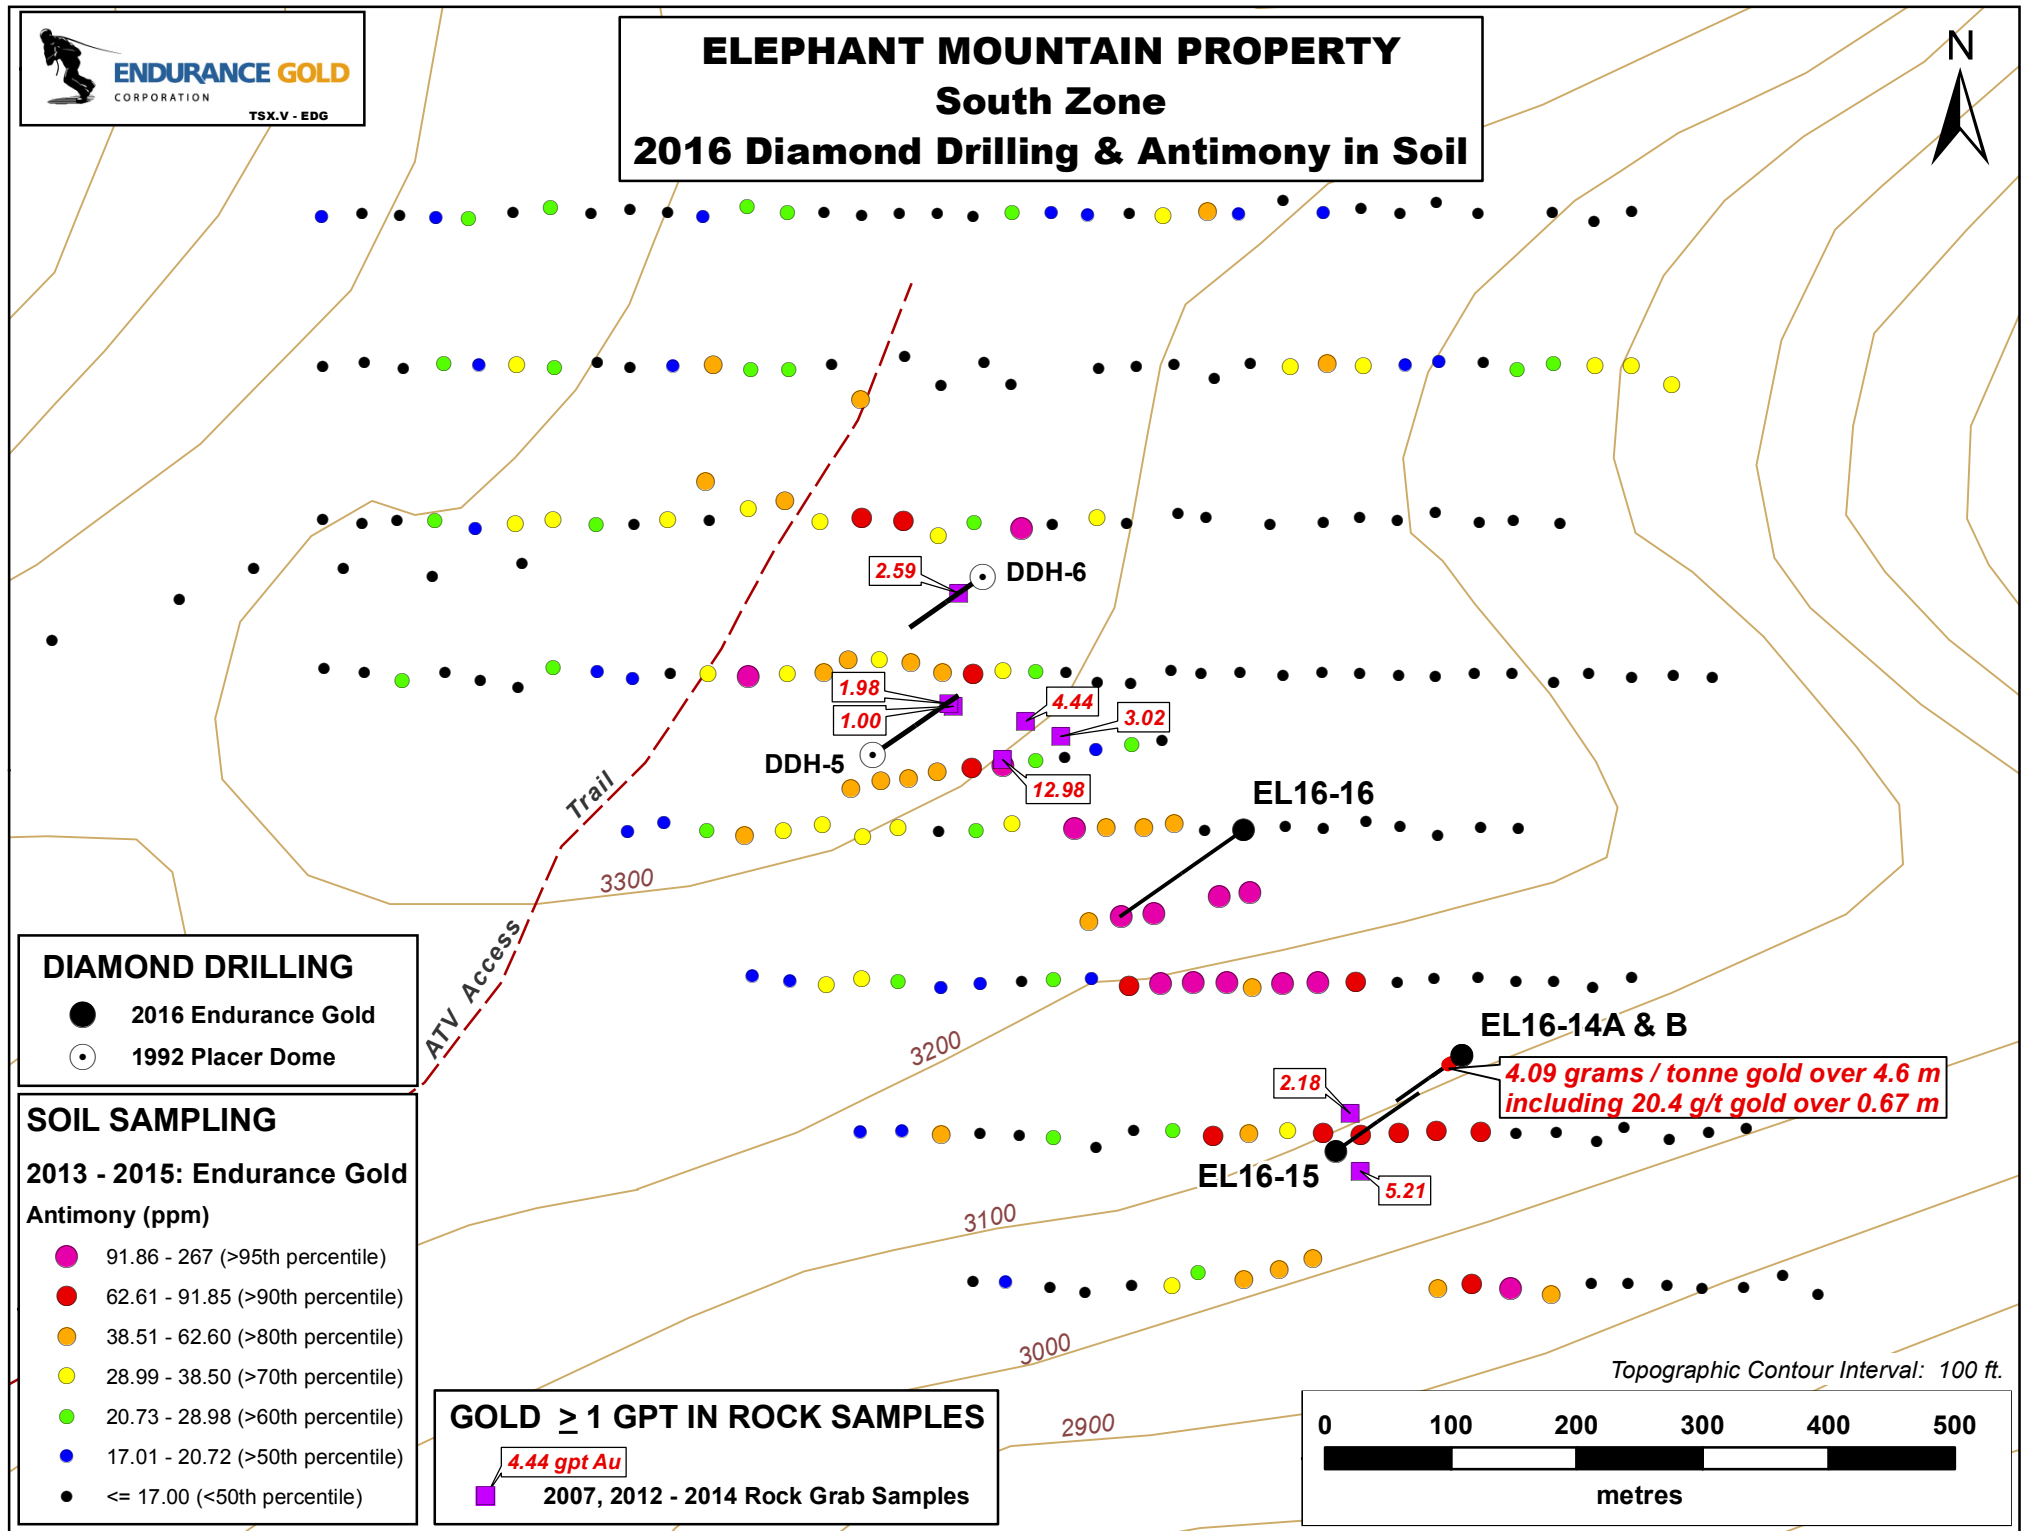 ENDURANCE GOLD
CORPORATION
TSX.V - EDG
ELEPHANT MOUNTAIN PROPERTY
South Zone
2016 Diamond Drilling & Antimony in Soil
N
2.59
DDH-6
1.98
1.00
4.44
3.02
DDH-5
12.98
EL16-16
Trail
3300
ATV Access
3200
EL16-14A & B
4.09 grams / tonne gold over 4.6 m
including 20.4 g/t gold over 0.67 m
2.18
EL16-15
5.21
3100
3000
2900
DIAMOND DRILLING
2016 Endurance Gold
1992 Placer Dome
SOIL SAMPLING
2013 - 2015: Endurance Gold
Antimony (ppm)
91.86 - 267 (>95th percentile)
62.61 - 91.85 (>90th percentile)
38.51 - 62.60 (>80th percentile)
28.99 - 38.50 (>70th percentile)
20.73 - 28.98 (>60th percentile)
17.01 - 20.72 (>50th percentile)
<= 17.00 (<50th percentile)
GOLD ≥ 1 GPT IN ROCK SAMPLES
4.44 gpt Au
2007, 2012 - 2014 Rock Grab Samples
Topographic Contour Interval: 100 ft.
0 100 200 300 400 500
metres